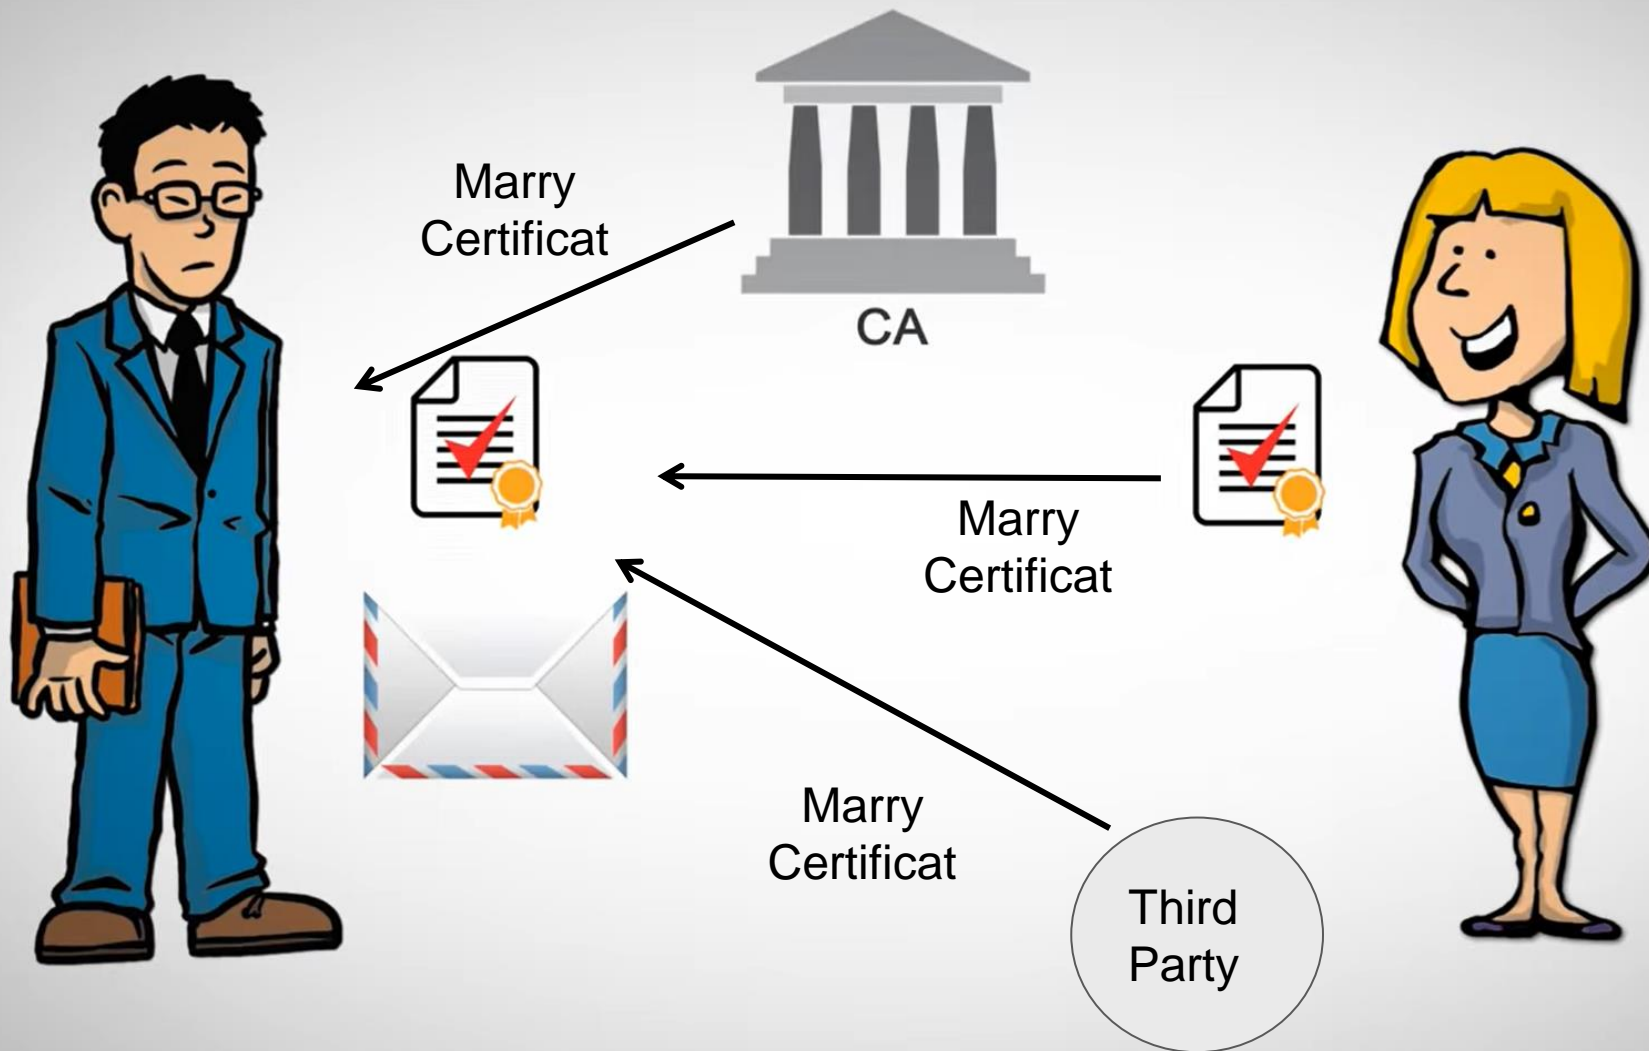 Marry
Certificat
CA
Marry
Certificat
Marry
Certificat
Third
Party